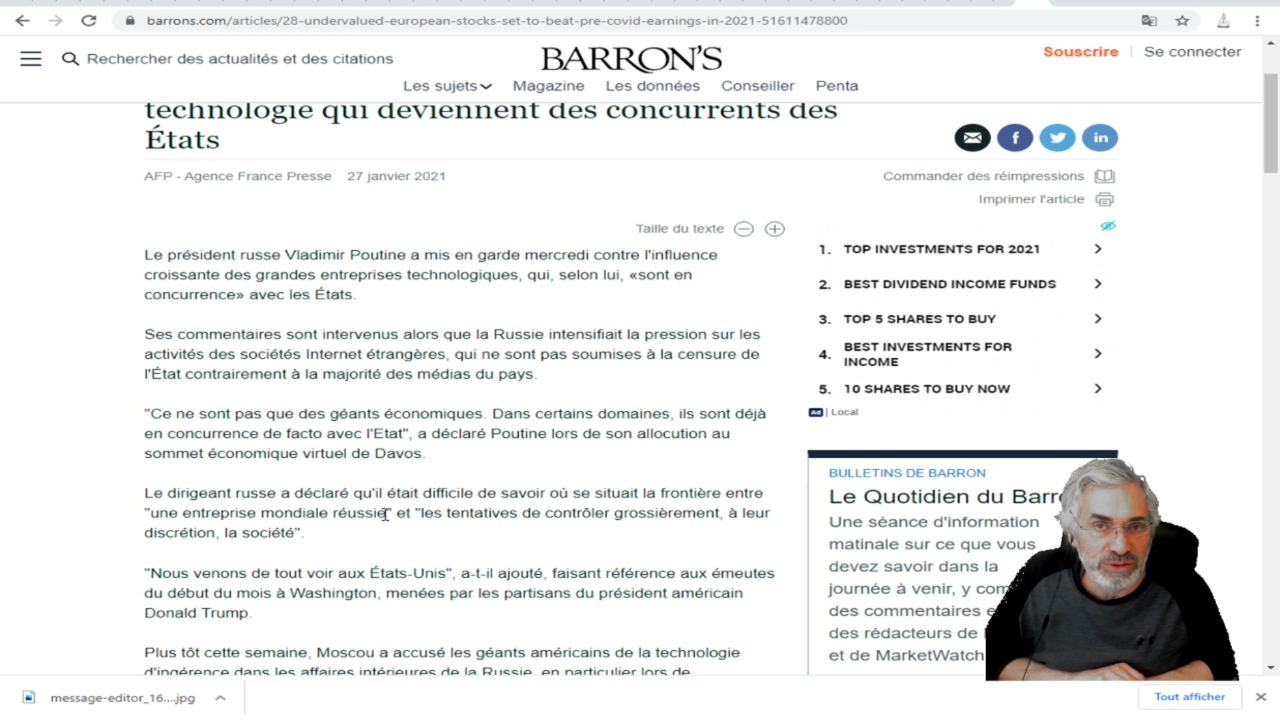 barrons.com/articles/28-undervalued-european-stocks-set-to-beat-pre-covid-earnings-in-2021-51611478800
Rechercher des actualités et des citations
BARRON'S
Souscrire
Se connecter
Les sujets
Magazine
Les données
Conseiller
Penta
technologie qui deviennent des concurrents des
États
AFP - Agence France Presse 27 janvier 2021
Commander des réimpressions
Imprimer l'article
Taille du texte
Le président russe Vladimir Poutine a mis en garde mercredi contre l'influence
croissante des grandes entreprises technologiques, qui, selon lui, «sont en
concurrence» avec les États.
Ses commentaires sont intervenus alors que la Russie intensifiait la pression sur les
activités des sociétés Internet étrangères, qui ne sont pas soumises à la censure de
l'État contrairement à la majorité des médias du pays.
"Ce ne sont pas que des géants économiques. Dans certains domaines, ils sont déjà
en concurrence de facto avec l'Etat", a déclaré Poutine lors de son allocution au
sommet économique virtuel de Davos.
Le dirigeant russe a déclaré qu'il était difficile de savoir où se situait la frontière entre
"une entreprise mondiale réussie" et "les tentatives de contrôler grossièrement, à leur
discrétion, la société".
"Nous venons de tout voir aux États-Unis", a-t-il ajouté, faisant référence aux émeutes
du début du mois à Washington, menées par les partisans du président américain
Donald Trump.
Plus tôt cette semaine, Moscou a accusé les géants américains de la technologie
d'ingérence dans les affaires intérieures de la Russie, en particulier lors de
1. TOP INVESTMENTS FOR 2021
2. BEST DIVIDEND INCOME FUNDS
3. TOP 5 SHARES TO BUY
4. BEST INVESTMENTS FOR
INCOME
5. 10 SHARES TO BUY NOW
Ad | Local
BULLETINS DE BARRON
Le Quotidien du Barr
Une séance d'information
matinale sur ce que vous
devez savoir dans la
journée à venir, y com
des commentaires e
des rédacteurs de
et de MarketWatch
message-editor_16....jpg
Tout afficher